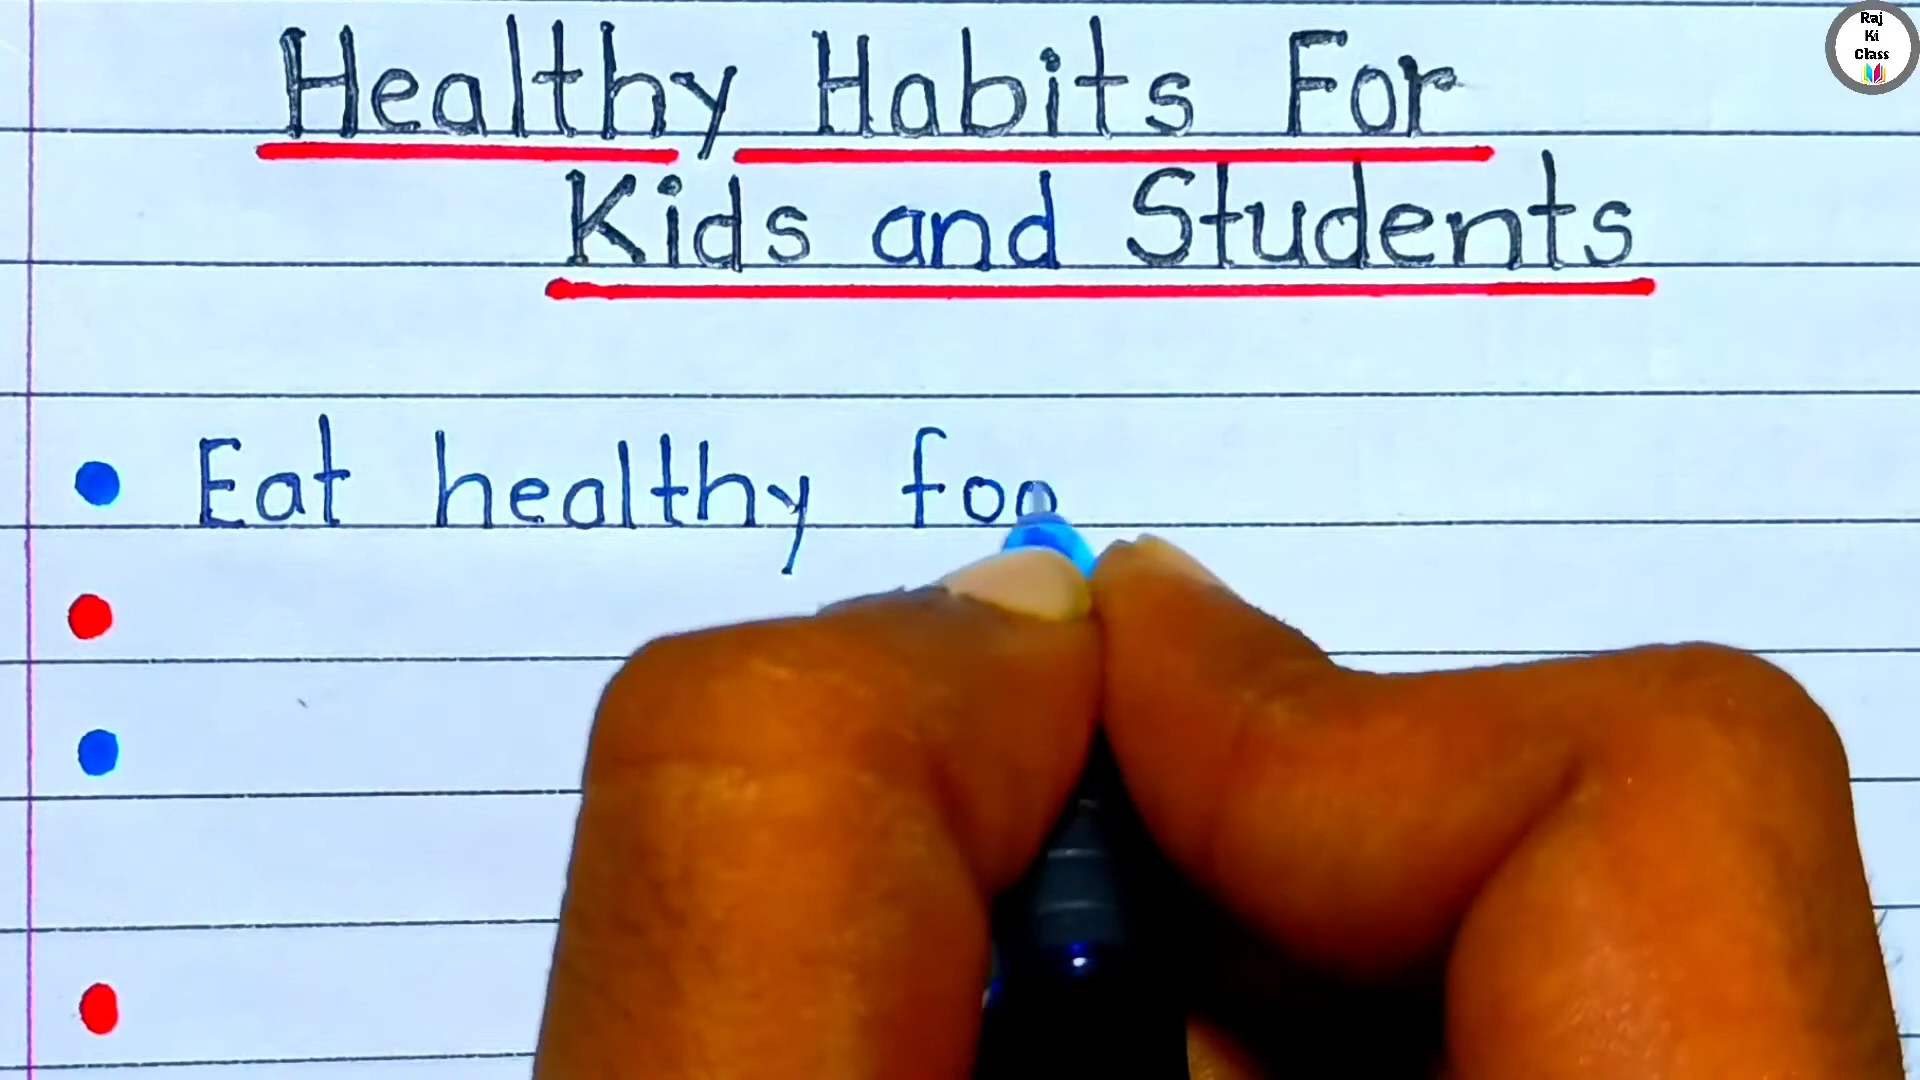 Healthy Habits For
Kids and Students
Eat healthy foo
Raj
Ki
Class